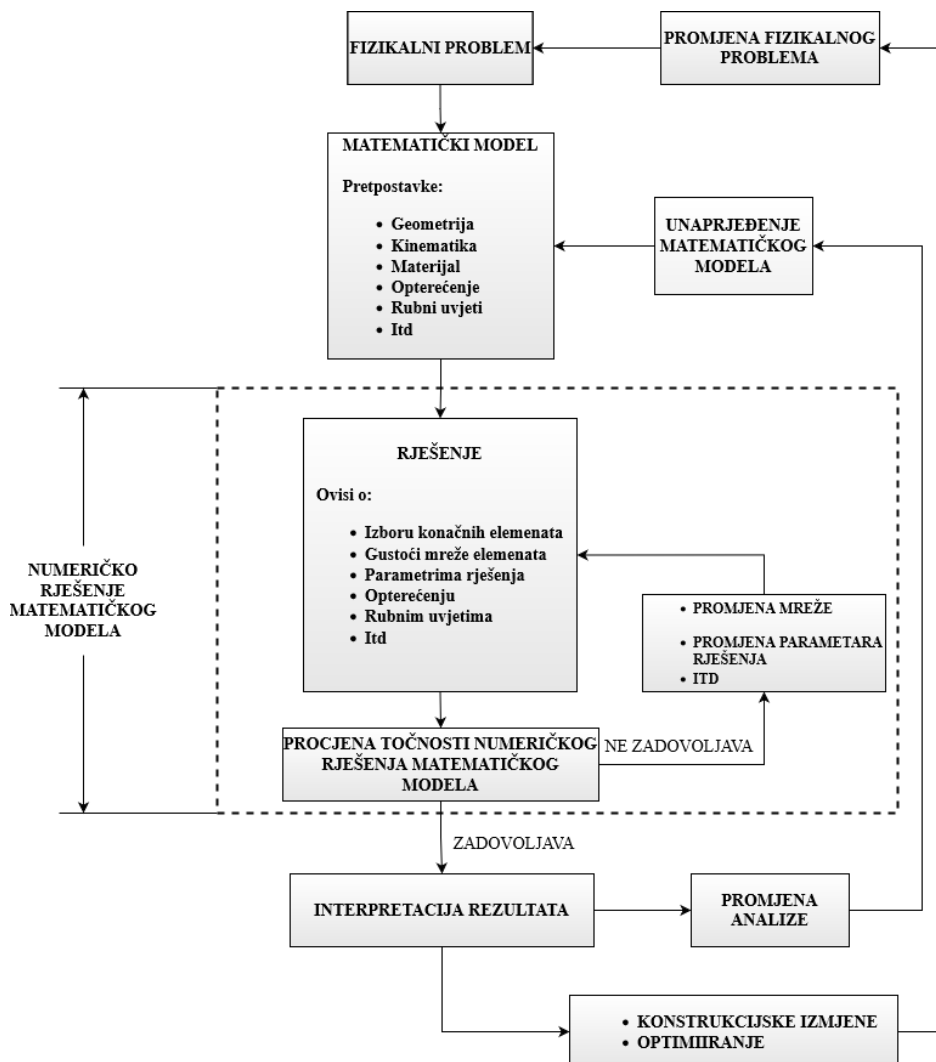 FIZIKALNI PROBLEM
PROMJENA FIZIKALNOG
PROBLEMA
MATEMATIČKI MODEL
Pretpostavke:
• Geometrija
• Kinematika
• Materijal
• Opterećenje
• Rubni uvjeti
• Itd
UNAPRJEĐENJE
MATEMATIČKOG
MODELA
RJEŠENJE
Ovisi o:
• Izboru konačnih elemenata
• Gustoći mreže elemenata
• Parametrima rješenja
• Opterećenju
• Rubnim uvjetima
• Itd
NUMERIČKO
RJEŠENJE
MATEMATIČKOG
MODELA
• PROMJENA MREŽE
• PROMJENA PARAMETARA
RJEŠENJA
• ITD
PROCJENA TOČNOSTI NUMERIČKOG
RJEŠENJA MATEMATIČKOG
MODELA
NE ZADOVOLJAVA
ZADOVOLJAVA
INTERPRETACIJA REZULTATA
PROMJENA
ANALIZE
• KONSTRUKCIJSKE IZMJENE
• OPTIMIIRANJE